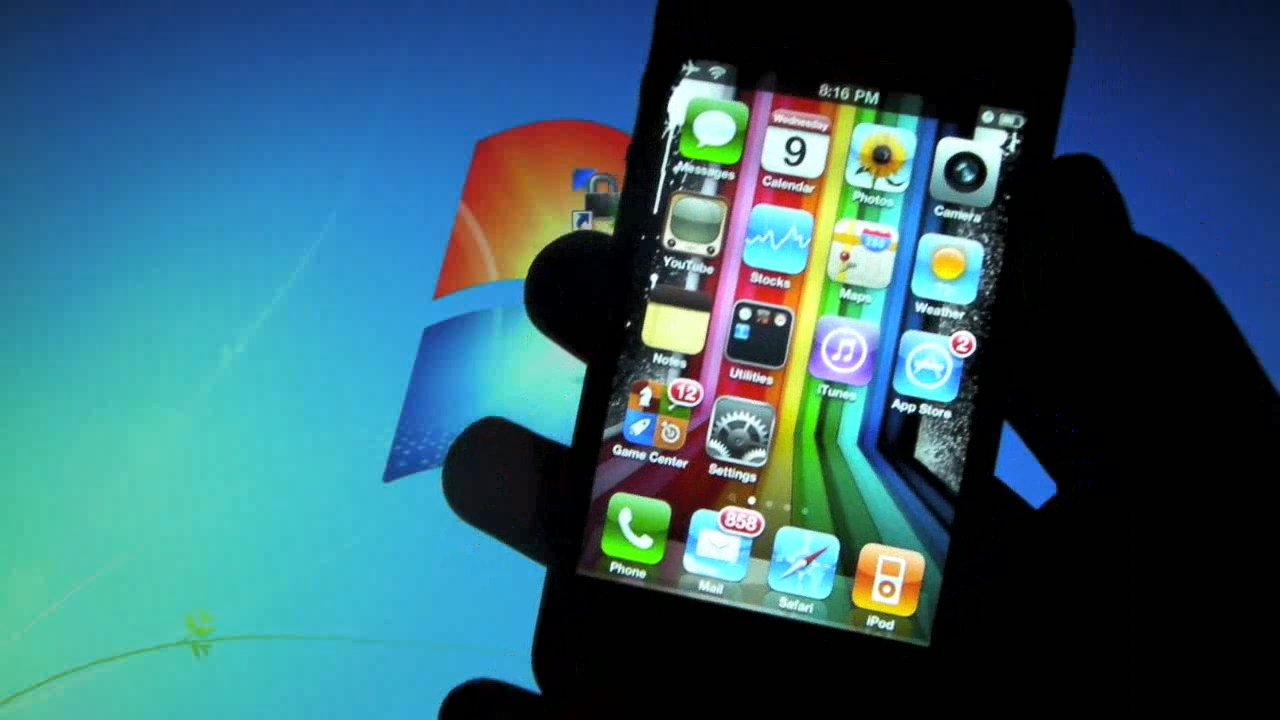 8:16 PM
Messages
Wednesday
9
Calendar
Photos
Camera
YouTube
Stocks
280
Maps
Weather
Notes
Utilities
iTunes
2
App Store
12
Game Center
Settings
Phone
858
Mail
Safari
iPod